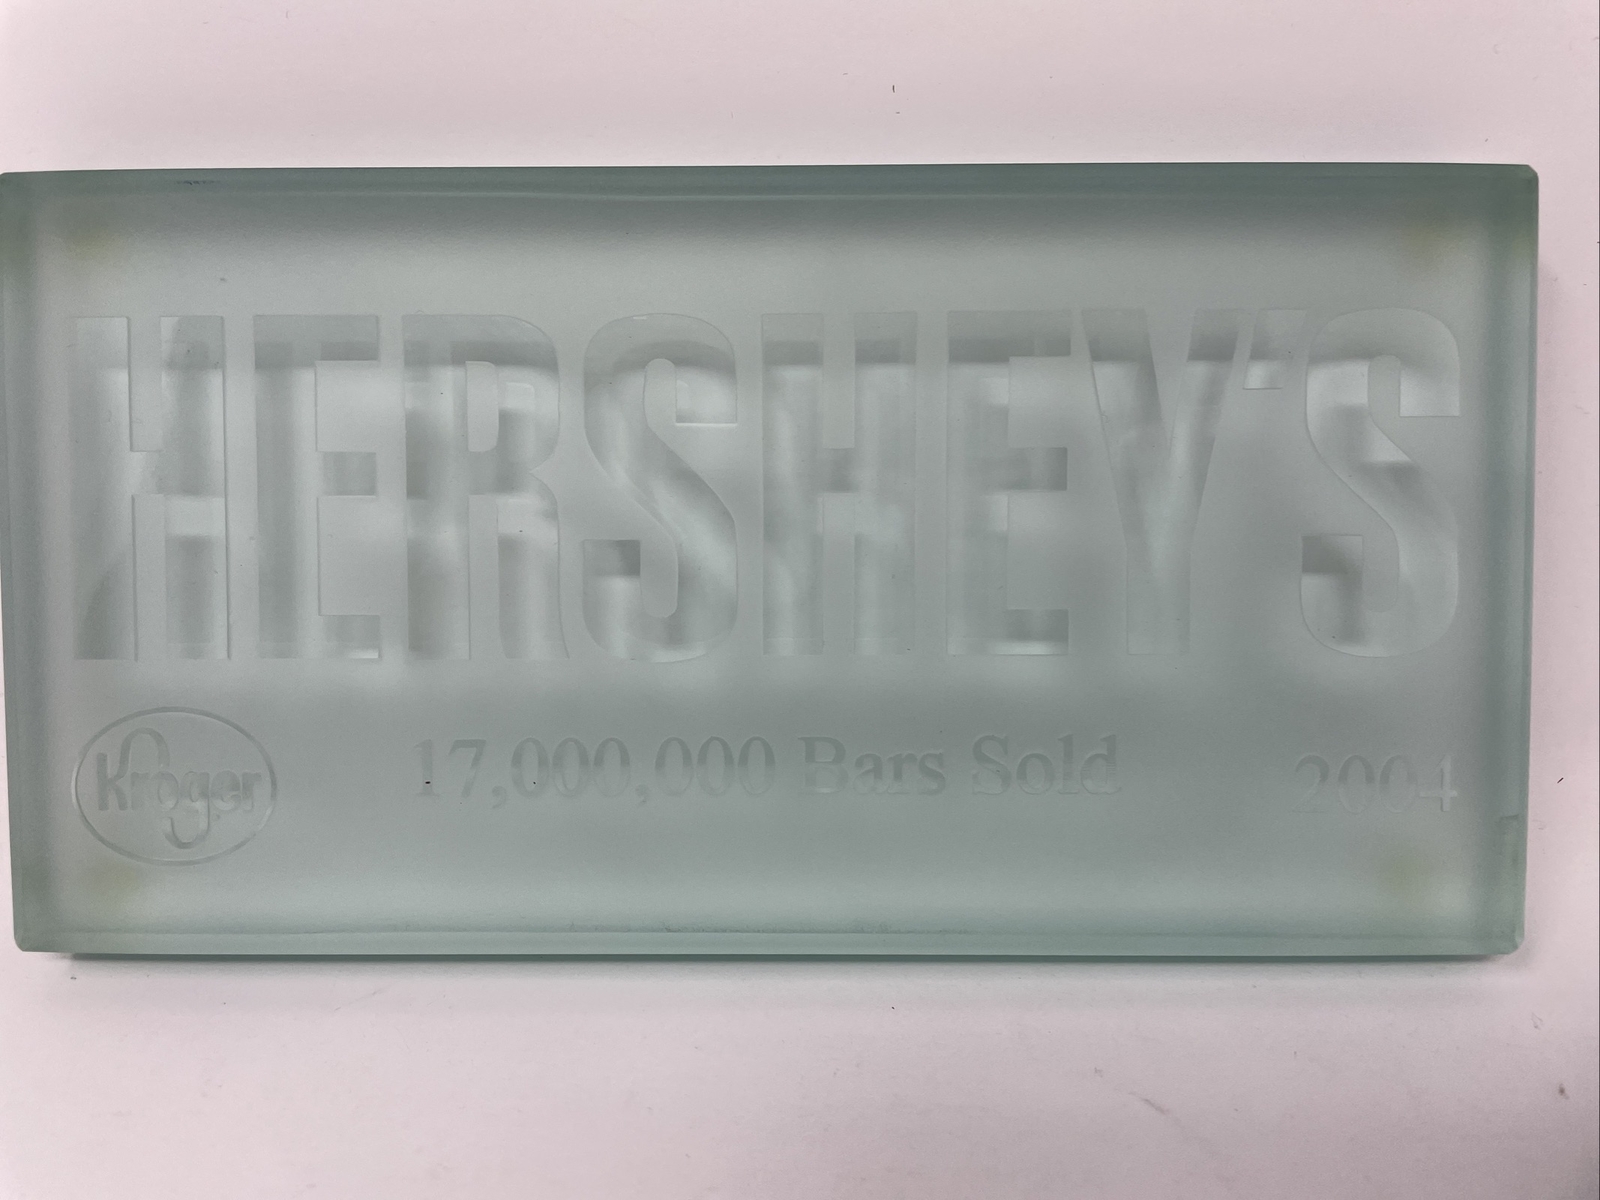 HERSHEY'S
Kroger 17,000,000 Bars Sold 2004